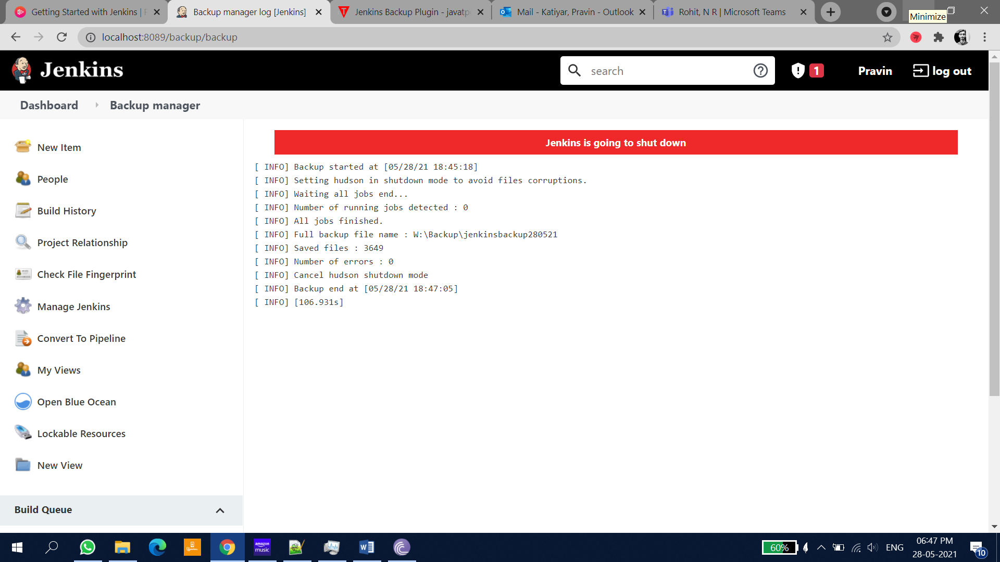 Getting Started with Jenkins |
Backup manager log [Jenkins]
Jenkins Backup Plugin - javatp
Mail - Katiyar, Pravin - Outlook
Rohit, N R | Microsoft Teams
Minimize
localhost:8089/backup/backup
Jenkins
search
1
Pravin
log out
Dashboard
Backup manager
New Item
People
Build History
Project Relationship
Check File Fingerprint
Manage Jenkins
Convert To Pipeline
My Views
Open Blue Ocean
Lockable Resources
New View
Build Queue
Jenkins is going to shut down
[ INFO] Backup started at [05/28/21 18:45:18]
[ INFO] Setting hudson in shutdown mode to avoid files corruptions.
[ INFO] Waiting all jobs end...
[ INFO] Number of running jobs detected : 0
[ INFO] All jobs finished.
[ INFO] Full backup file name : W:\Backup\jenkinsbackup280521
[ INFO] Saved files : 3649
[ INFO] Number of errors : 0
[ INFO] Cancel hudson shutdown mode
[ INFO] Backup end at [05/28/21 18:47:05]
[ INFO] [106.931s]
amazon
music
60%
ENG
06:47 PM
28-05-2021
10